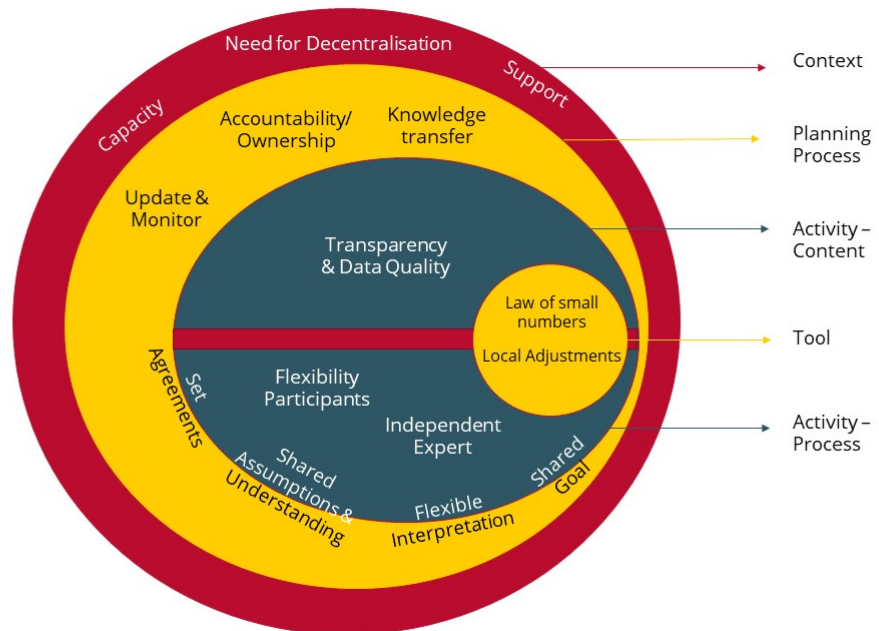 Need for Decentralisation
Support
Capacity
Context
Accountability/
Ownership
Knowledge
transfer
Planning
Process
Update &
Monitor
Transparency
& Data Quality
Activity –
Content
Law of small
numbers
Local Adjustments
Tool
Set
Agreements
Flexibility
Participants
Independent
Expert
Activity –
Process
Shared
Assumptions &
Understanding
Flexible
Interpretation
Shared
Goal